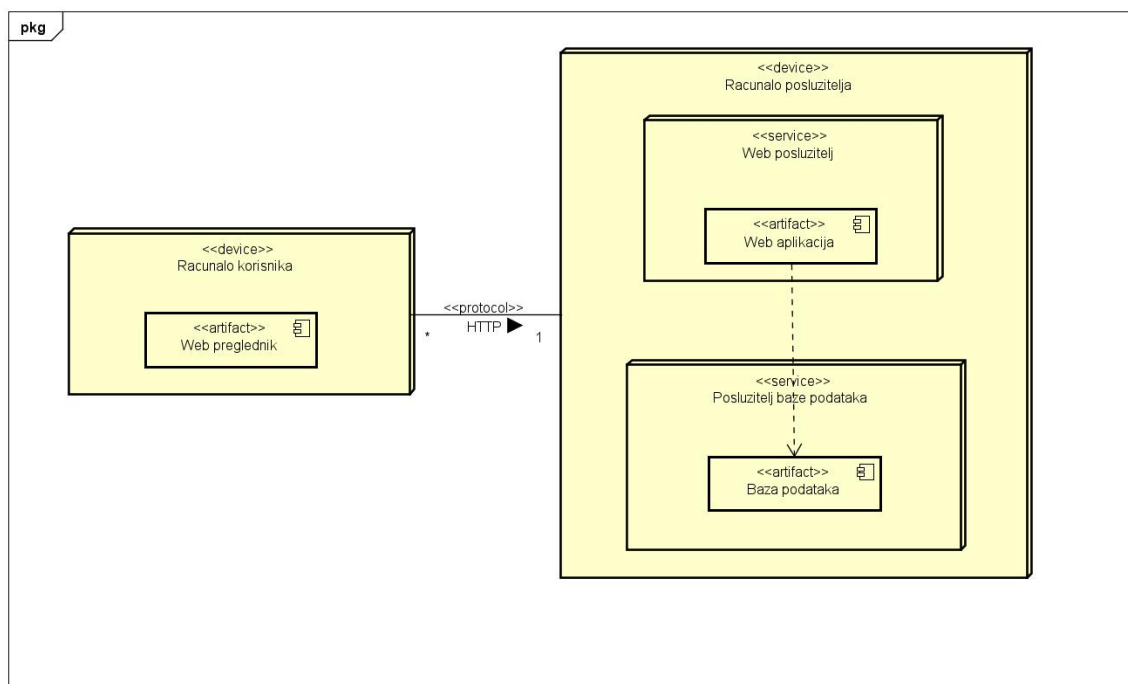 pkg
<<device>>
Racunalo korisnika
<<artifact>>
Web preglednik
<<protocol>>
HTTP
*
1
<<device>>
Racunalo posluzitelja
<<service>>
Web posluzitelj
<<artifact>>
Web aplikacija
<<service>>
Posluzitelj baze podataka
<<artifact>>
Baza podataka